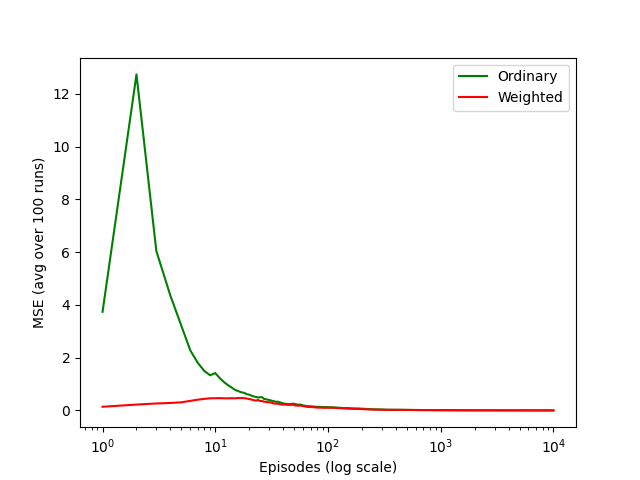 Ordinary
Weighted
12
10
8
6
4
2
0
MSE (avg over 100 runs)
10⁰ 10¹ 10² 10³ 10⁴
Episodes (log scale)